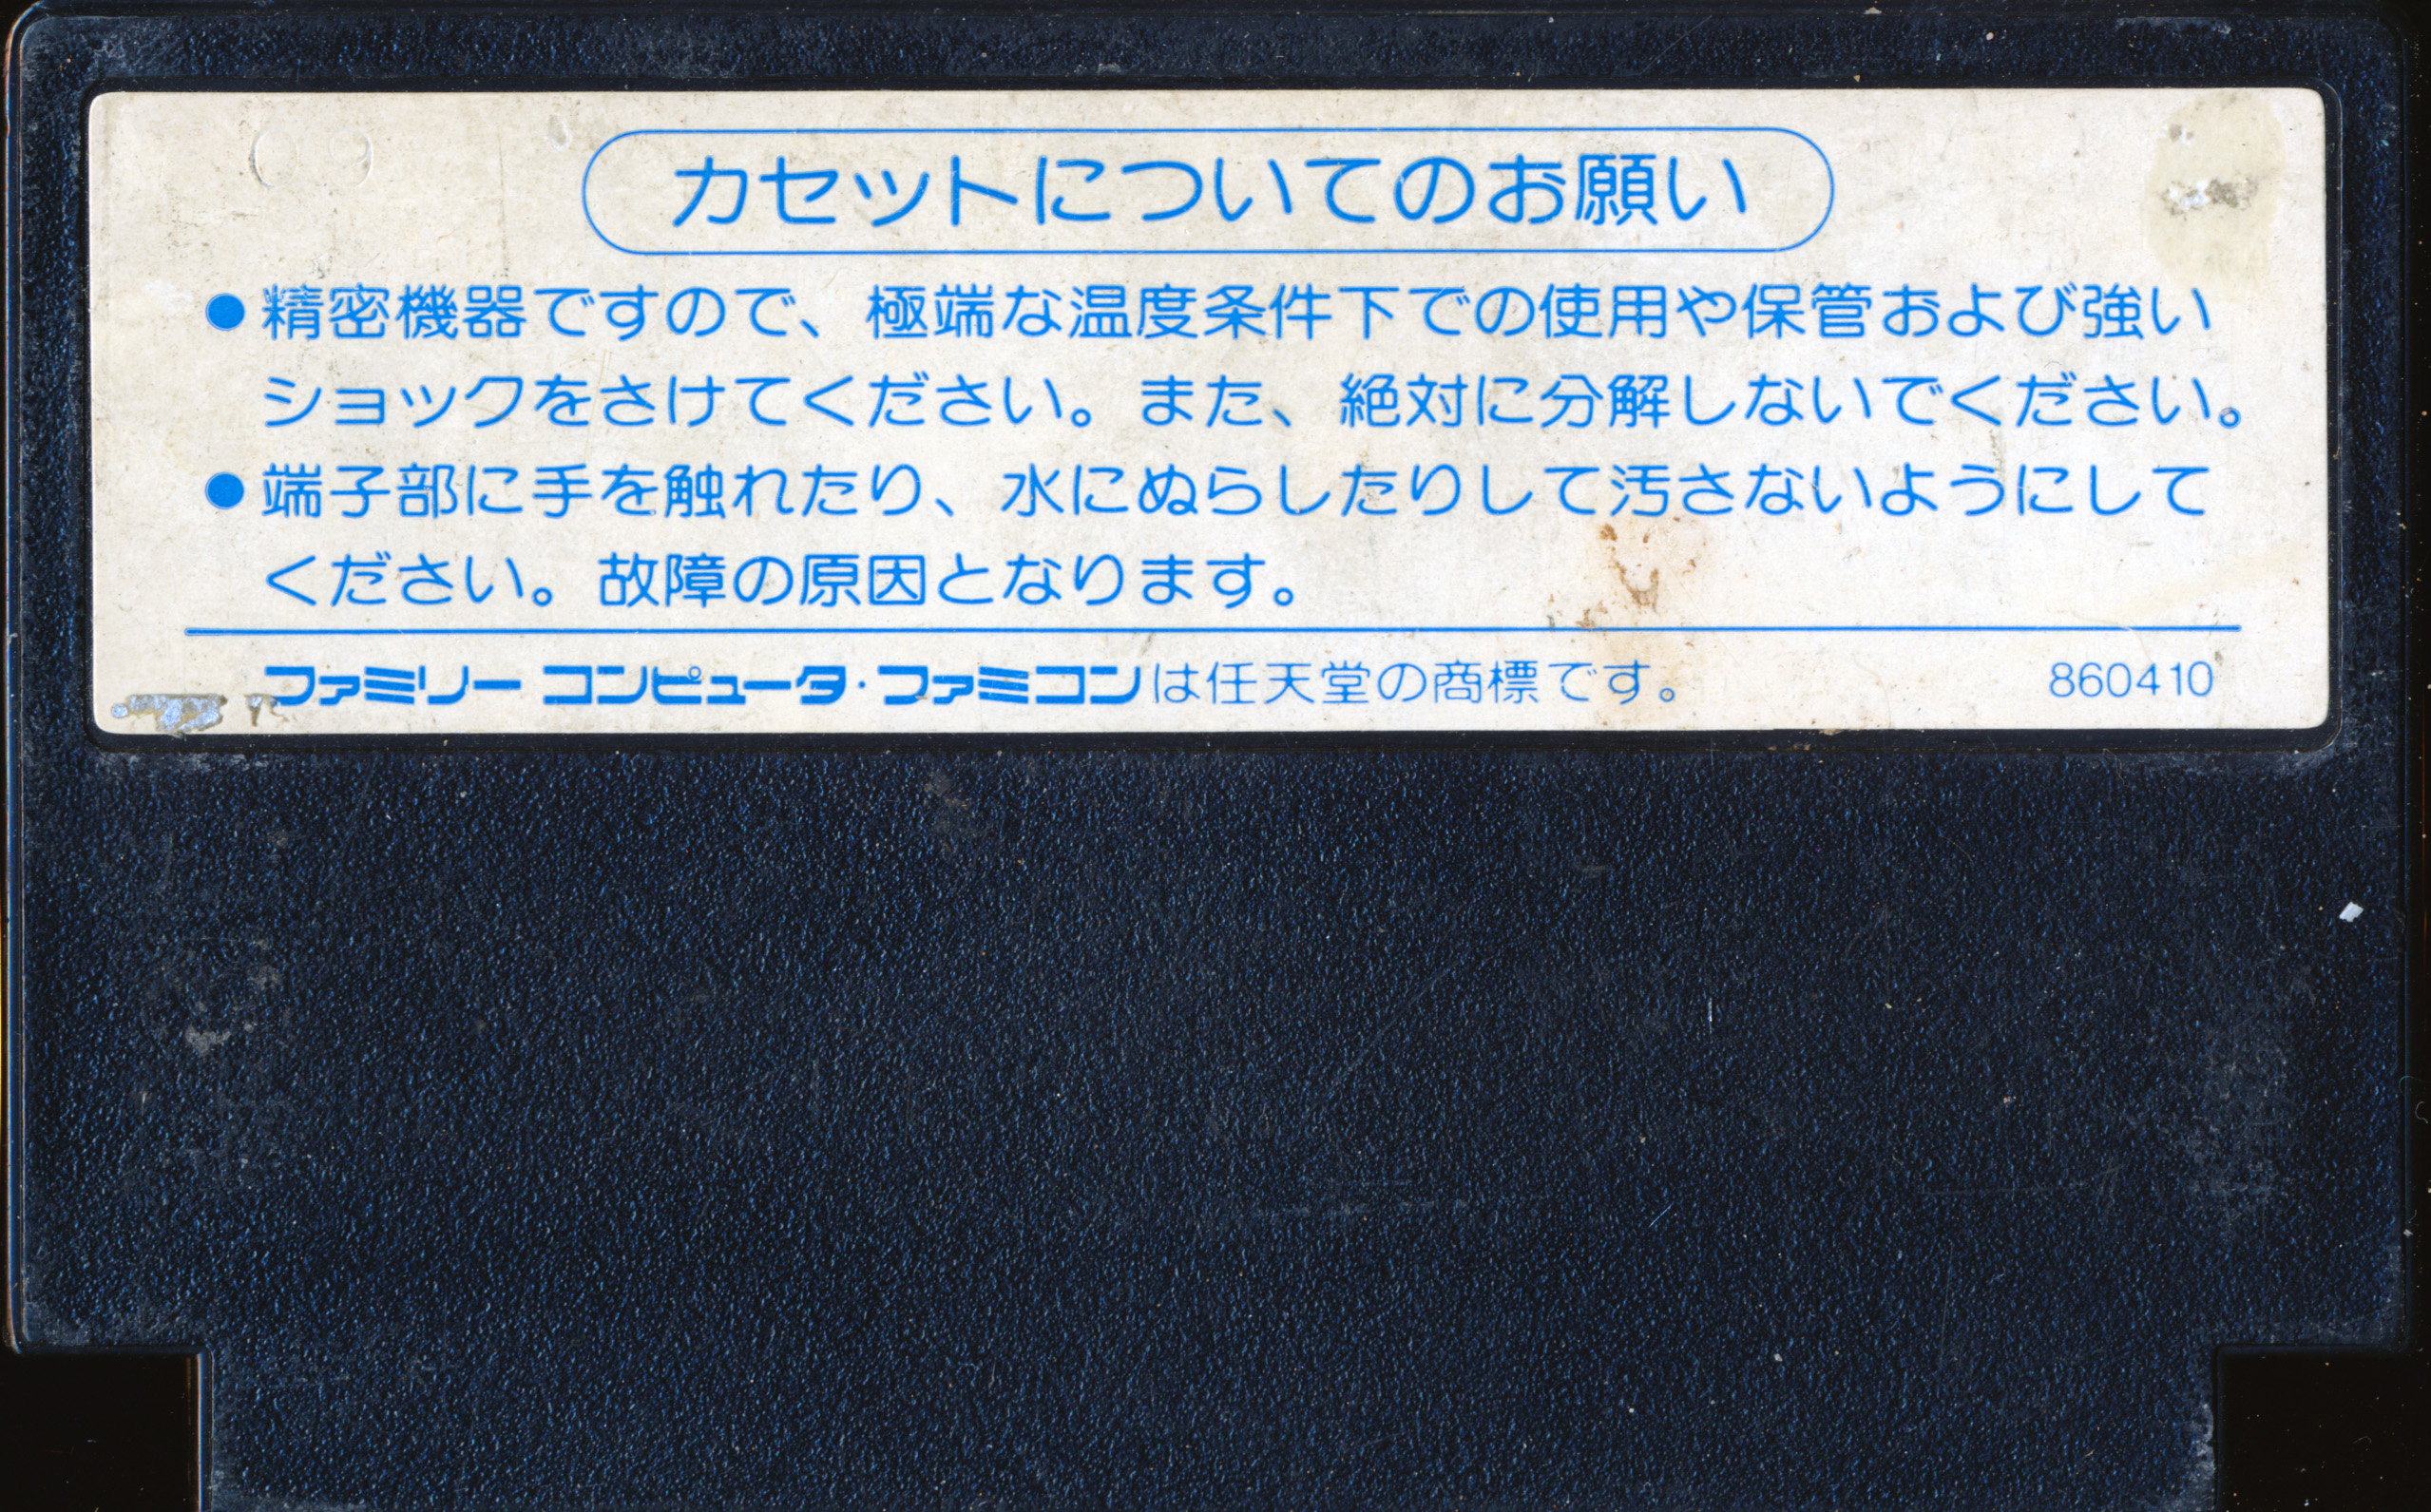 09
カセットについてのお願い
●精密機器ですので、極端な温度条件下での使用や保管および強い
ショックをさけてください。また、絶対に分解しないでください。
●端子部に手を触れたり、水にぬらしたりして汚さないようにして
ください。故障の原因となります。
ファミリー コンピュータ・ファミコンは任天堂の商標です。 860410